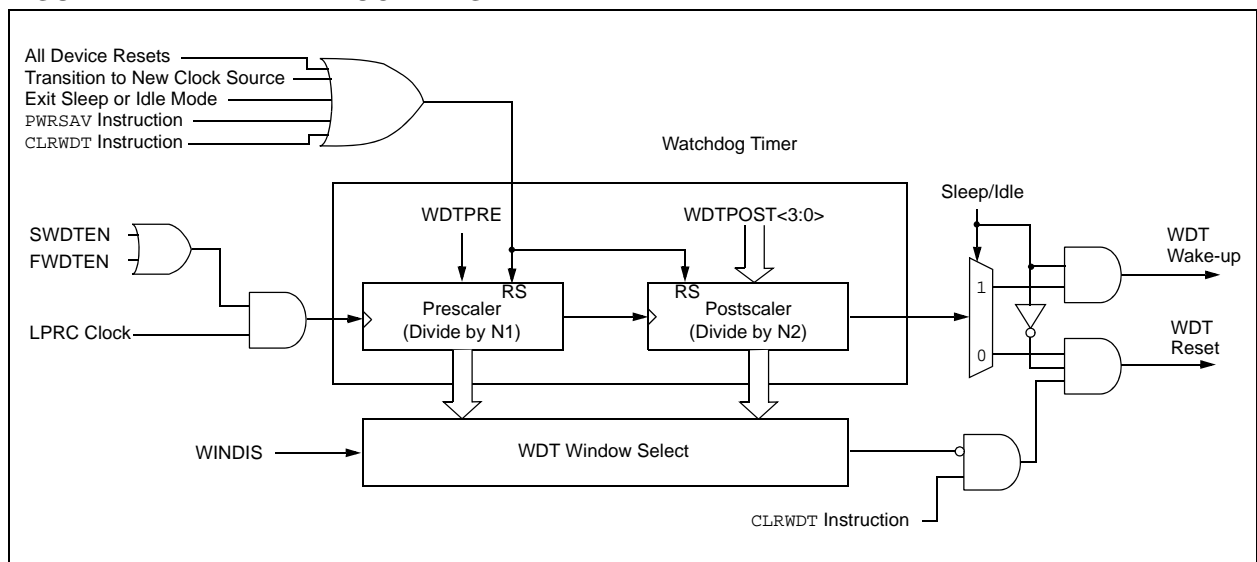 All Device Resets
Transition to New Clock Source
Exit Sleep or Idle Mode
PWRSAV Instruction
CLRWDT Instruction
Watchdog Timer
Sleep/Idle
WDTPRE
WDTPOST<3:0>
SWDTEN
FWDTEN
WDT
Wake-up
RS
RS
1
Prescaler
(Divide by N1)
Postscaler
(Divide by N2)
LPRC Clock
WDT
Reset
0
WINDIS
WDT Window Select
CLRWDT Instruction